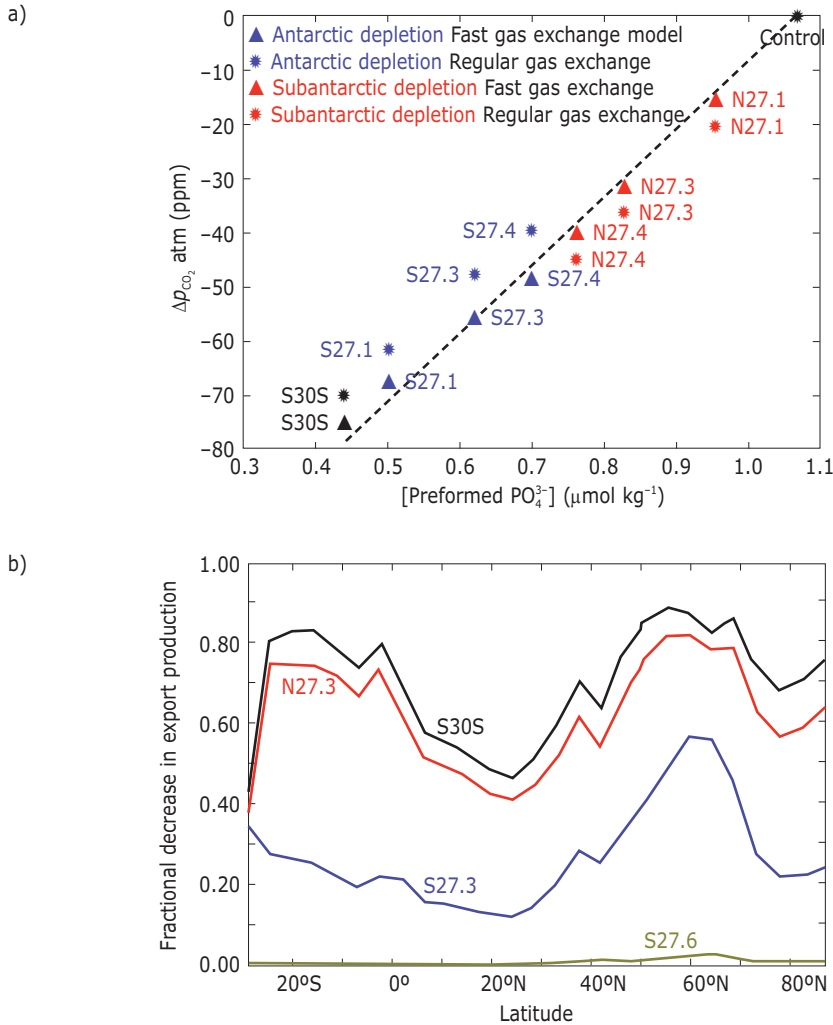 a)
0
−10
−20
−30
−40
−50
−60
−70
−80
Δp_CO₂ atm (ppm)
Antarctic depletion Fast gas exchange model
Antarctic depletion Regular gas exchange
Subantarctic depletion Fast gas exchange
Subantarctic depletion Regular gas exchange
Control
N27.1
N27.1
N27.3
N27.3
S27.4
N27.4
N27.4
S27.3
S27.4
S27.3
S27.1
S27.1
S30S
S30S
0.3 0.4 0.5 0.6 0.7 0.8 0.9 1.0 1.1
[Preformed PO₄³⁻] (μmol kg⁻¹)
b)
1.00
0.80
0.60
0.40
0.20
0.00
Fractional decrease in export production
N27.3
S30S
S27.3
S27.6
20ºS 0º 20ºN 40ºN 60ºN 80ºN
Latitude